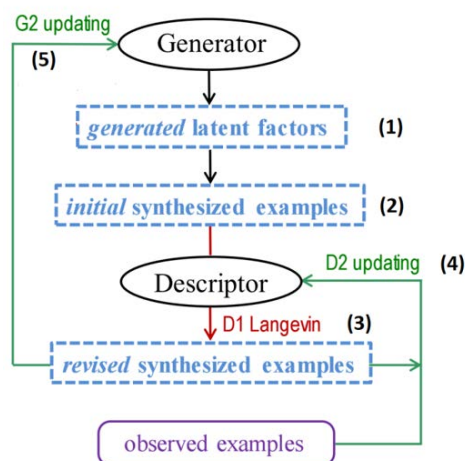 G2 updating
(5)
Generator
generated latent factors (1)
initial synthesized examples (2)
D2 updating (4)
Descriptor
D1 Langevin (3)
revised synthesized examples
observed examples